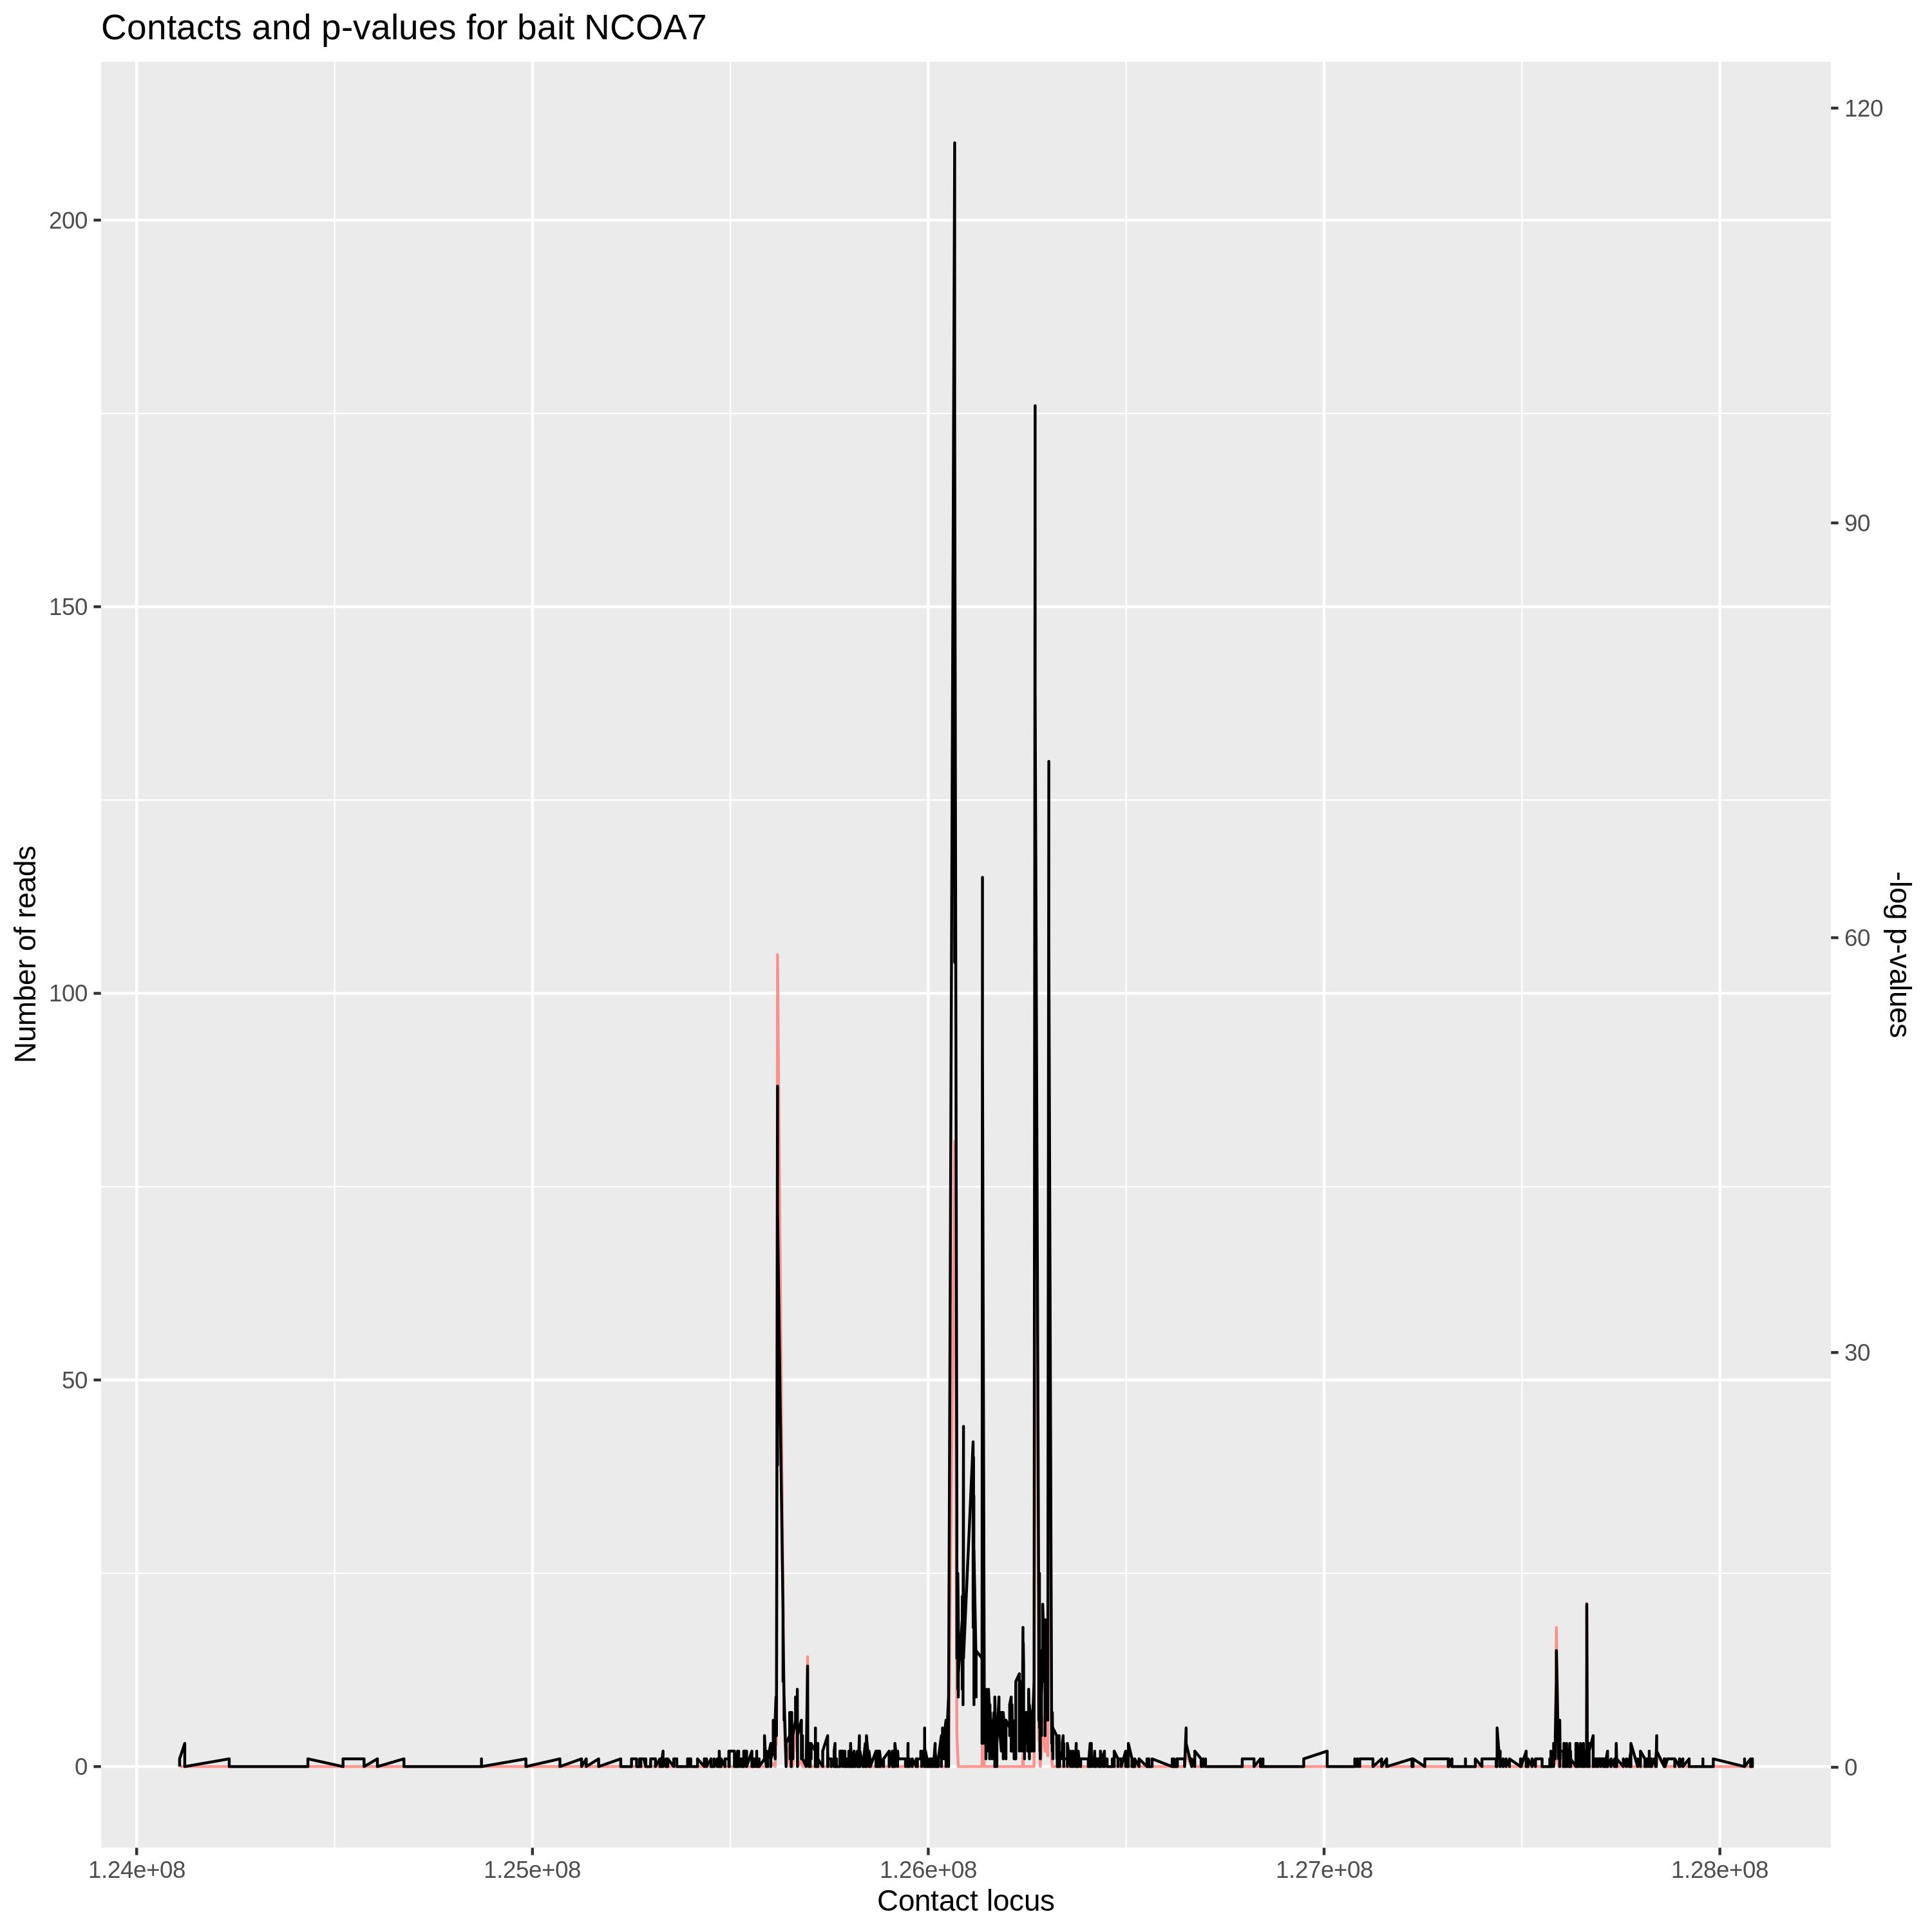 Contacts and p-values for bait NCOA7
Number of reads
200
150
100
50
0
120
90
60
30
0
-log p-values
1.24e+08 1.25e+08 1.26e+08 1.27e+08 1.28e+08
Contact locus